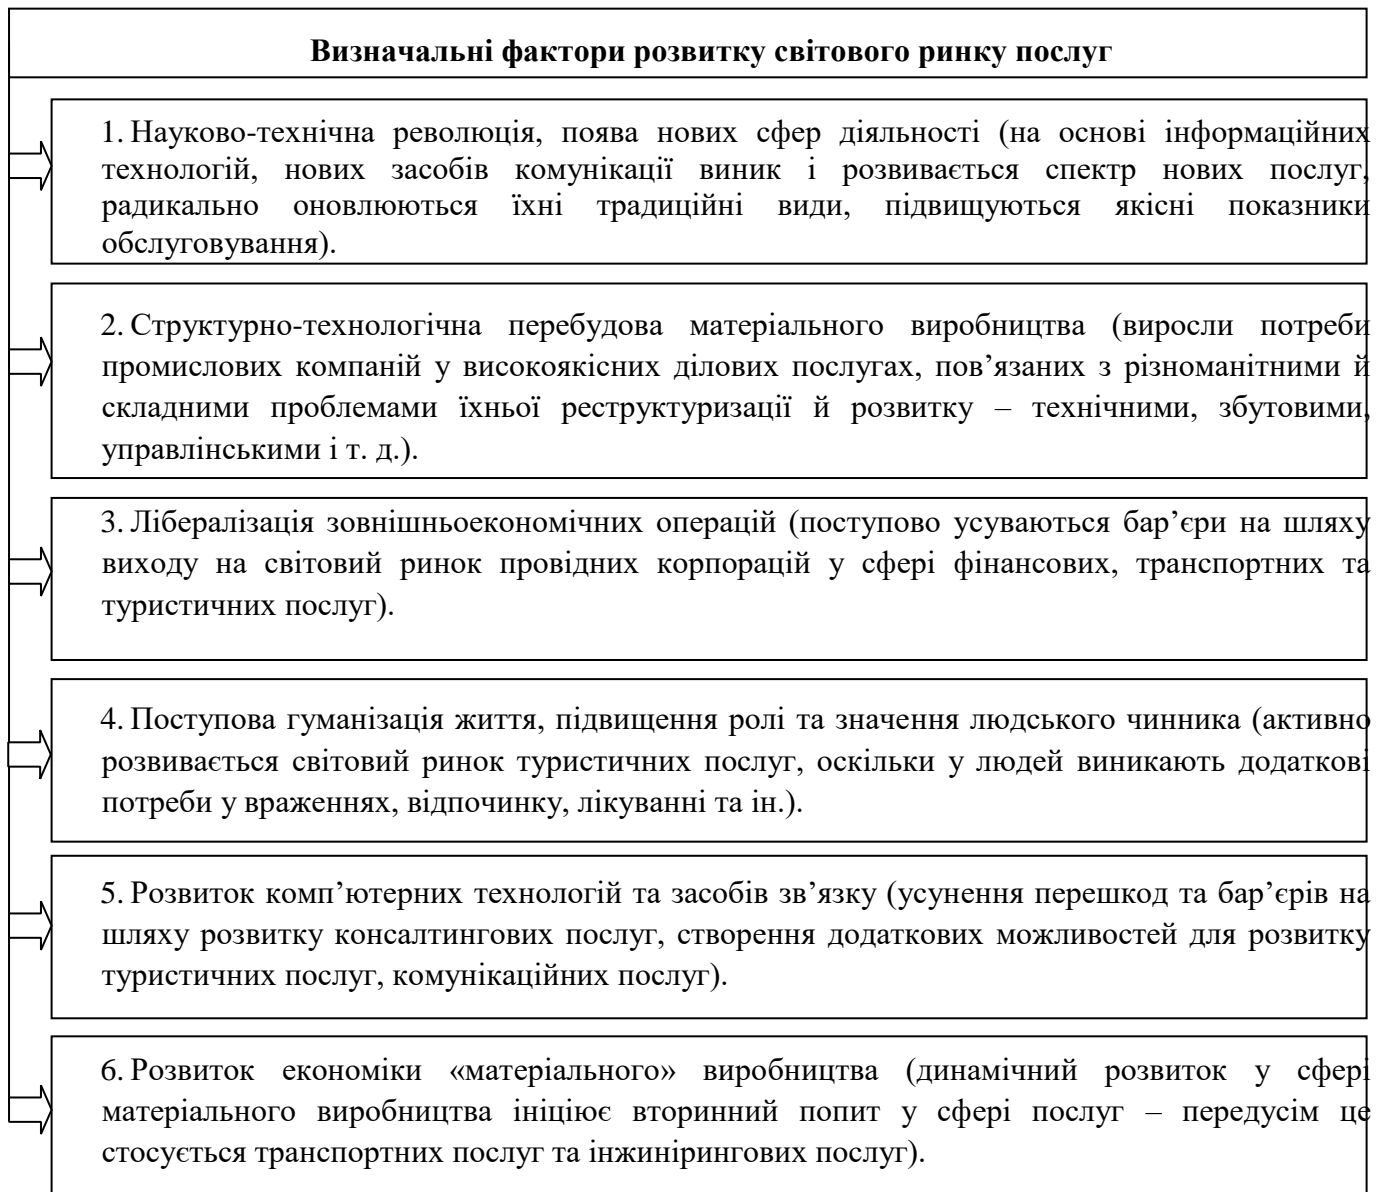 Визначальні фактори розвитку світового ринку послуг
1. Науково-технічна революція, поява нових сфер діяльності (на основі інформаційних
технологій, нових засобів комунікації виник і розвивається спектр нових послуг,
радикально оновлюються їхні традиційні види, підвищуються якісні показники
обслуговування).
2. Структурно-технологічна перебудова матеріального виробництва (виросли потреби
промислових компаній у високоякісних ділових послугах, пов’язаних з різноманітними й
складними проблемами їхньої реструктуризації й розвитку – технічними, збутовими,
управлінськими і т. д.).
3. Лібералізація зовнішньоекономічних операцій (поступово усуваються бар’єри на шляху
виходу на світовий ринок провідних корпорацій у сфері фінансових, транспортних та
туристичних послуг).
4. Поступова гуманізація життя, підвищення ролі та значення людського чинника (активно
розвивається світовий ринок туристичних послуг, оскільки у людей виникають додаткові
потреби у враженнях, відпочинку, лікуванні та ін.).
5. Розвиток комп’ютерних технологій та засобів зв’язку (усунення перешкод та бар’єрів на
шляху розвитку консалтингових послуг, створення додаткових можливостей для розвитку
туристичних послуг, комунікаційних послуг).
6. Розвиток економіки «матеріального» виробництва (динамічний розвиток у сфері
матеріального виробництва ініціює вторинний попит у сфері послуг – передусім це
стосується транспортних послуг та інжинірингових послуг).